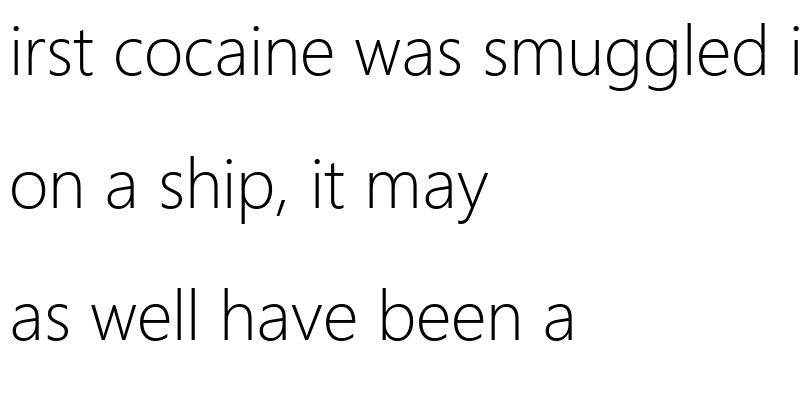 irst cocaine was smuggled i
on a ship, it may
as well have been a